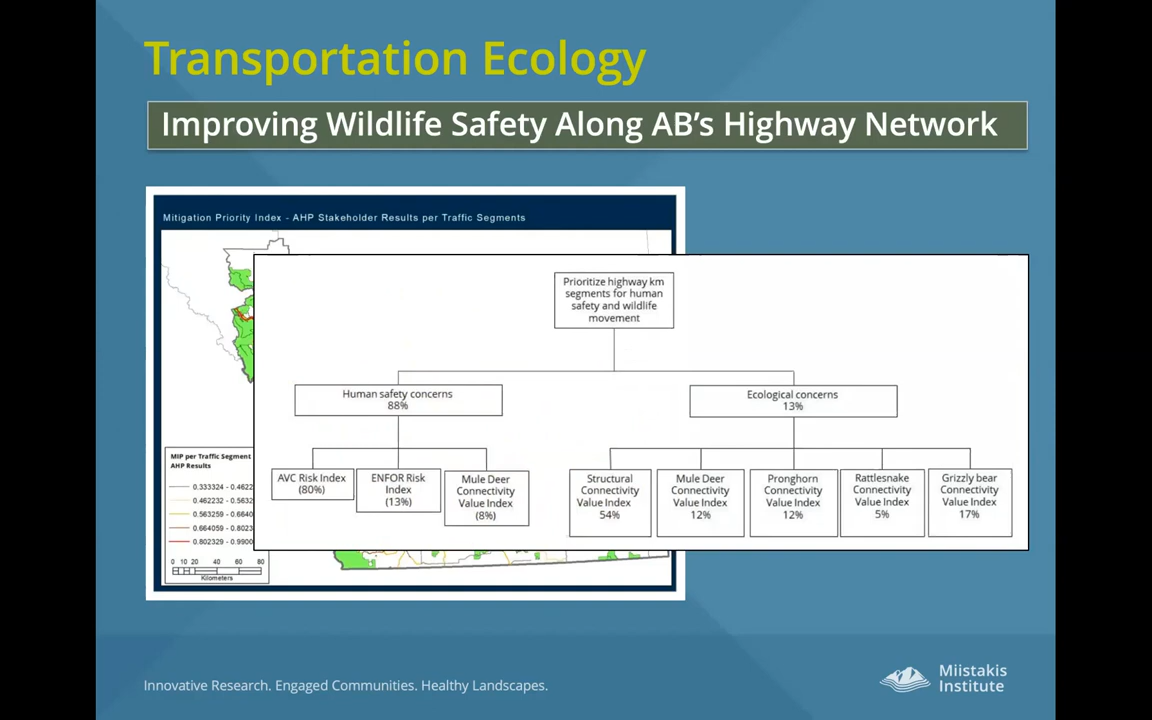 Transportation Ecology
Improving Wildlife Safety Along AB's Highway Network
Mitigation Priority Index - AHP Stakeholder Results per Traffic Segments
Prioritize highway km
segments for human
safety and wildlife
movement
Human safety concerns
88%
Ecological concerns
13%
AVC Risk Index
(80%)
ENFOR Risk
Index
(13%)
Mule Deer
Connectivity
Value Index
(8%)
Structural
Connectivity
Value Index
54%
Mule Deer
Connectivity
Value Index
12%
Pronghorn
Connectivity
Value Index
12%
Rattlesnake
Connectivity
Value Index
5%
Grizzly bear
Connectivity
Value Index
17%
MIP per Traffic Segment
AHP Results
0.333324 - 0.4622
0.462232 - 0.5632
0.563259 - 0.6640
0.664059 - 0.8023
0.802329 - 0.9900
0 10 20 40 60 80
Kilometers
Innovative Research. Engaged Communities. Healthy Landscapes.
Miistakis
Institute